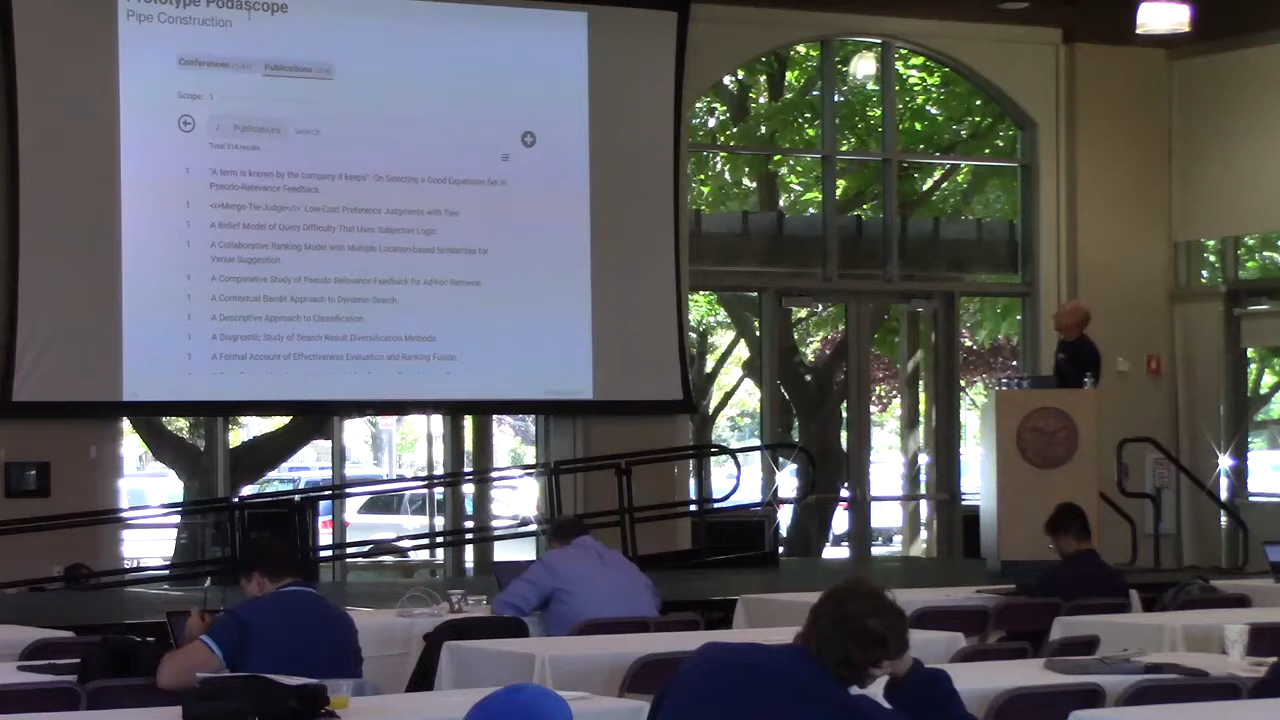 Prototype Podascope
Pipe Construction
Conferences Publications
Scope: 1
Publications Search
Total 314 results
1 "A term is known by the company it keeps": On Selecting a Good Expansion Set in
Pseudo-Relevance Feedback.
1 <i>Merge-Tie-Judge</i>: Low-Cost Preference Judgments with Ties.
1 A Belief Model of Query Difficulty That Uses Subjective Logic.
1 A Collaborative Ranking Model with Multiple Location-based Similarities for
Venue Suggestion.
1 A Comparative Study of Pseudo Relevance Feedback for Ad-hoc Retrieval.
1 A Contextual Bandit Approach to Dynamic Search.
1 A Descriptive Approach to Classification.
1 A Diagnostic Study of Search Result Diversification Methods.
1 A Formal Account of Effectiveness Evaluation and Ranking Fusion.